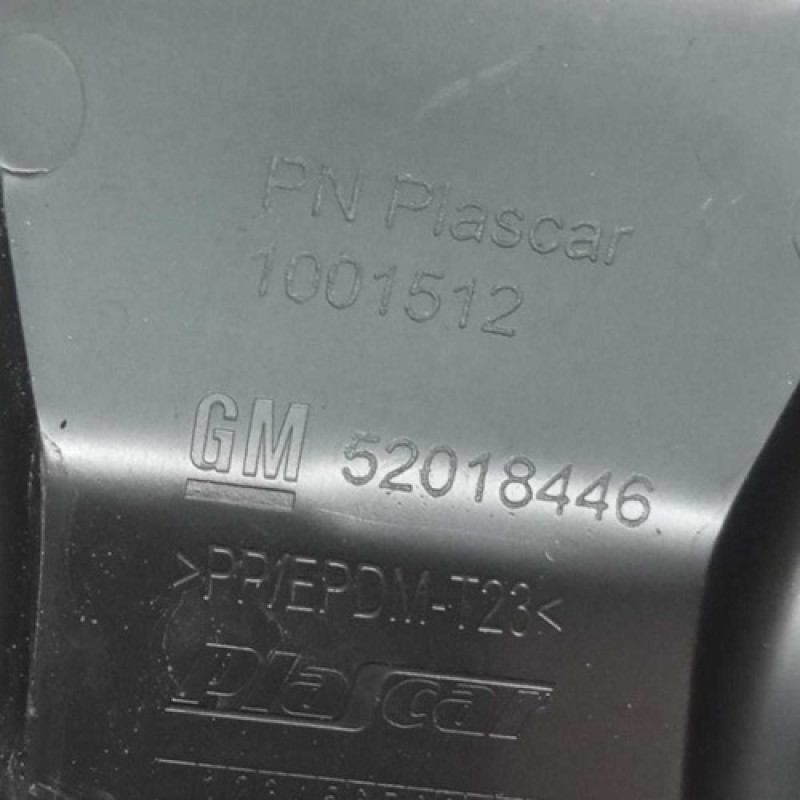 PN Plascar
1001512
GM 52018446
>PP/EPDM-T23<
Plascar